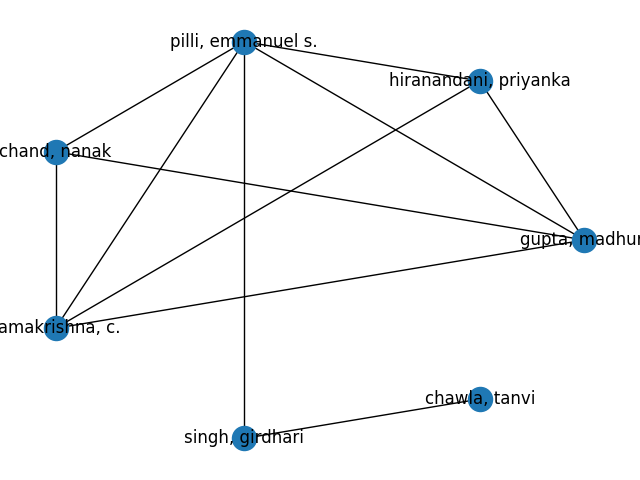 pilli, emmanuel s.
hiranandani, priyanka
chand, nanak
gupta, madhur
amakrishna, c.
chawla, tanvi
singh, girdhari